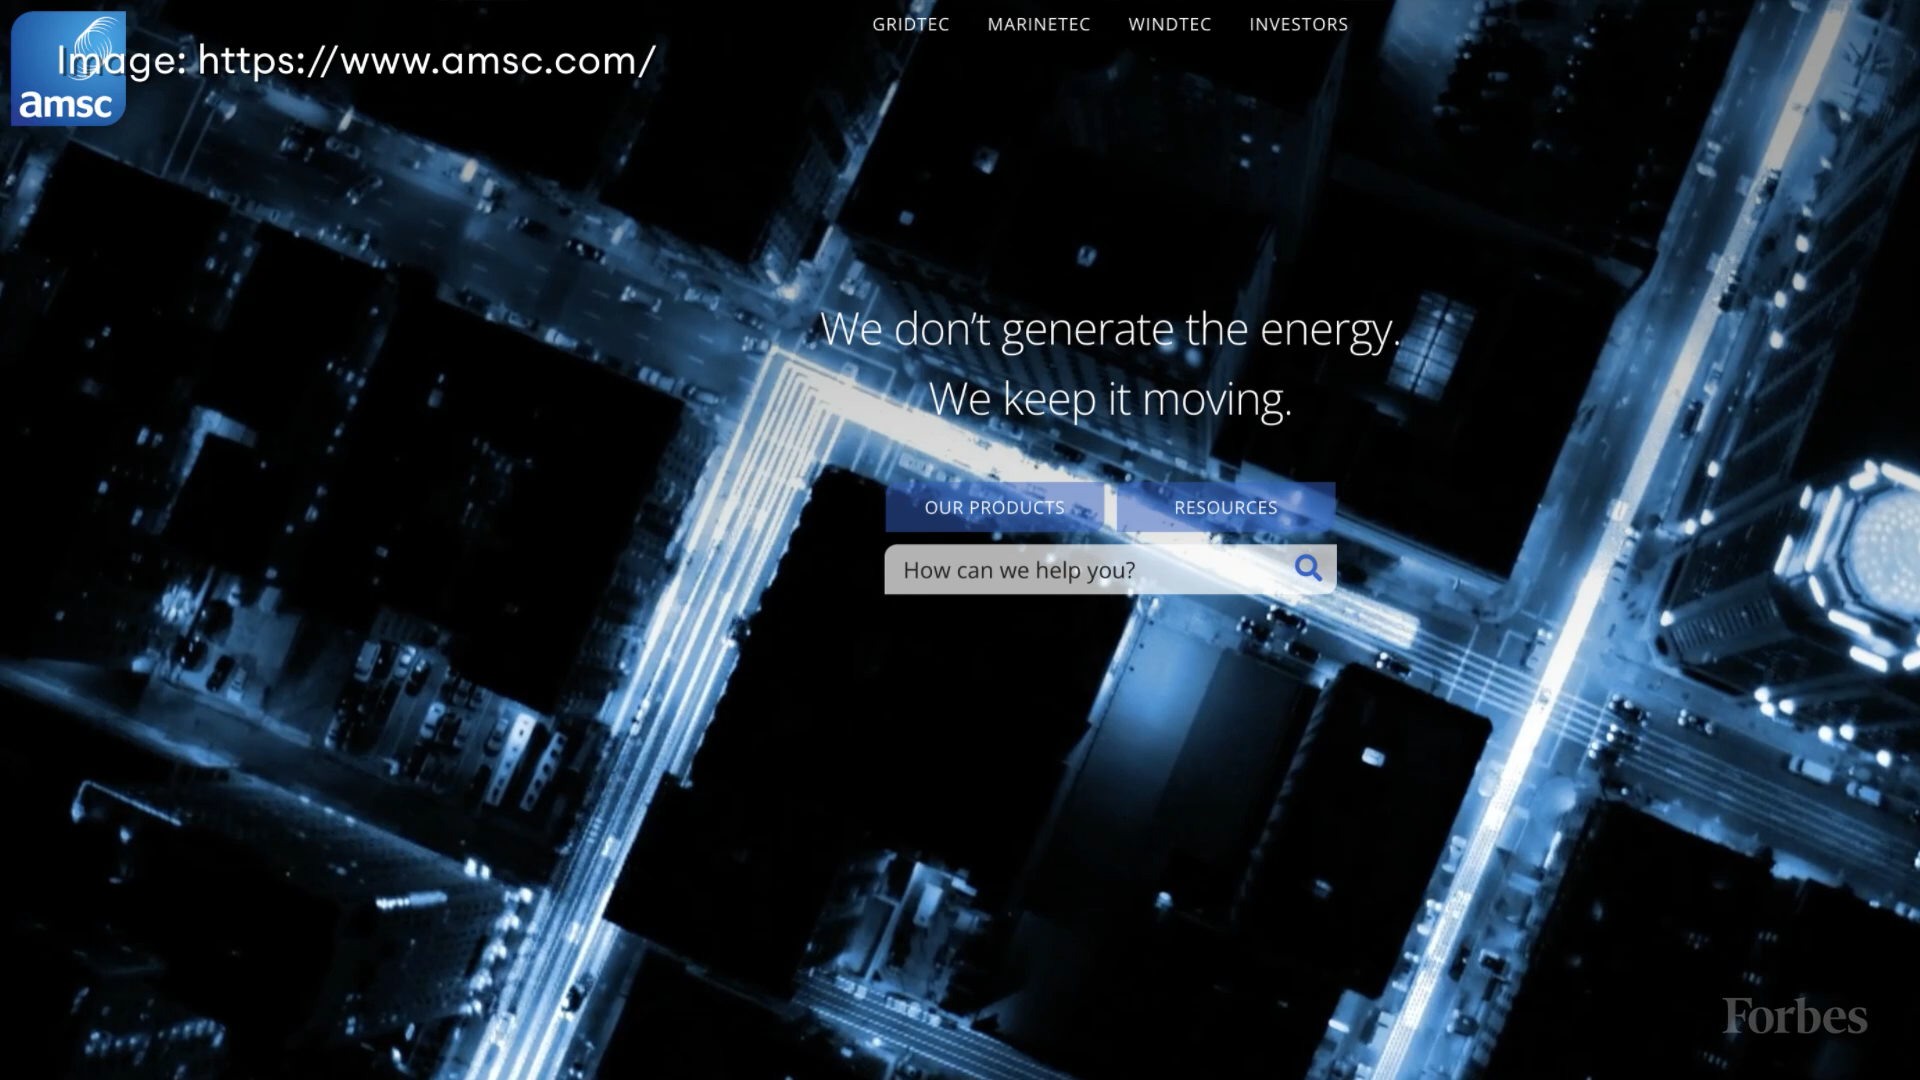 GRIDTEC MARINETEC WINDTEC INVESTORS
Image: https://www.amsc.com/
amsc
We don't generate the energy.
We keep it moving.
OUR PRODUCTS RESOURCES
How can we help you?
Forbes